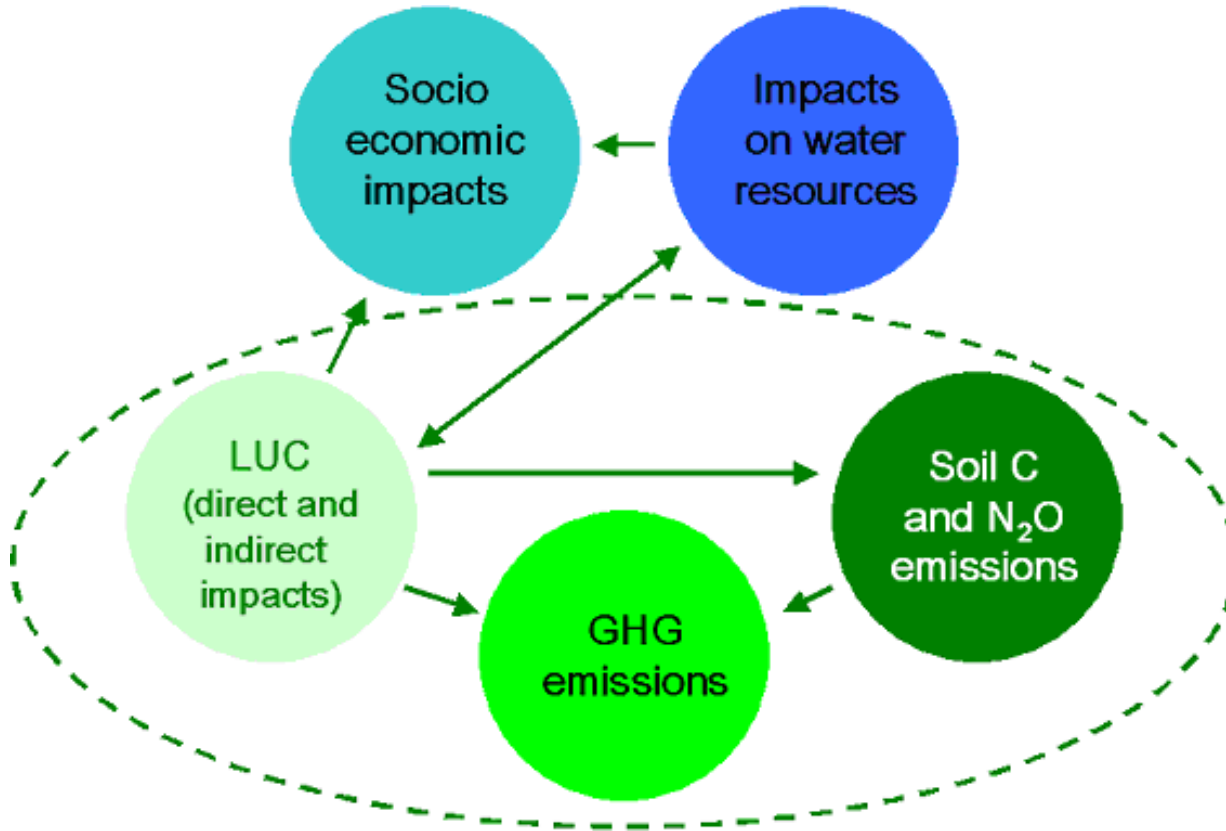 Socio
economic
impacts
Impacts
on water
resources
LUC
(direct and
indirect
impacts)
Soil C
and N₂O
emissions
GHG
emissions